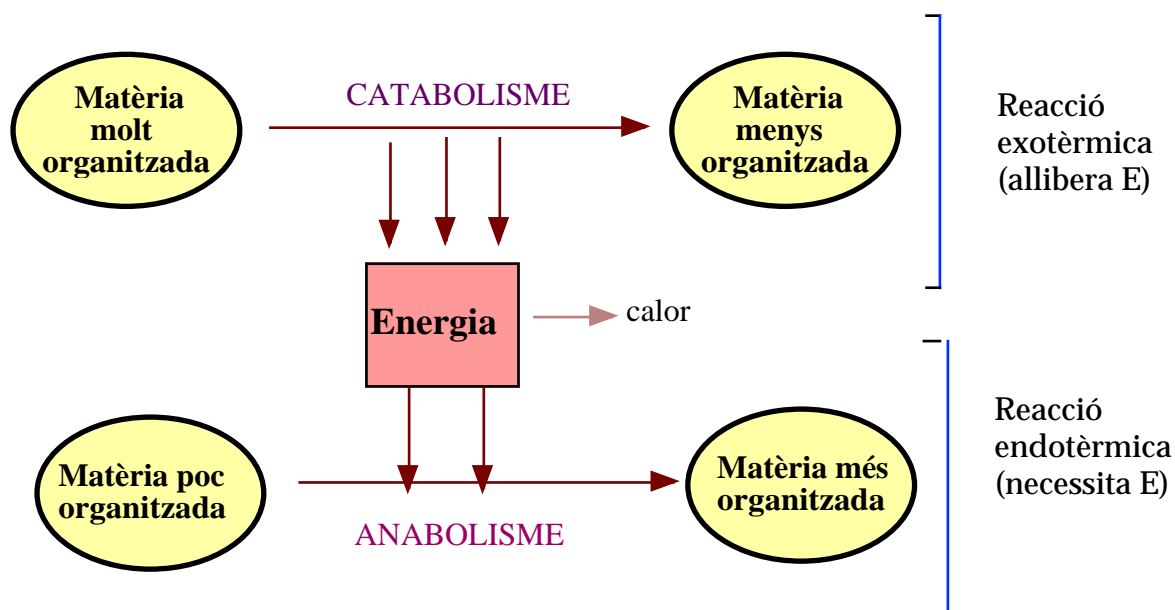 Matèria
molt
organitzada
CATABOLISME
Matèria
menys
organitzada
Reacció
exotèrmica
(allibera E)
Energia
calor
Matèria poc
organitzada
ANABOLISME
Matèria més
organitzada
Reacció
endotèrmica
(necessita E)